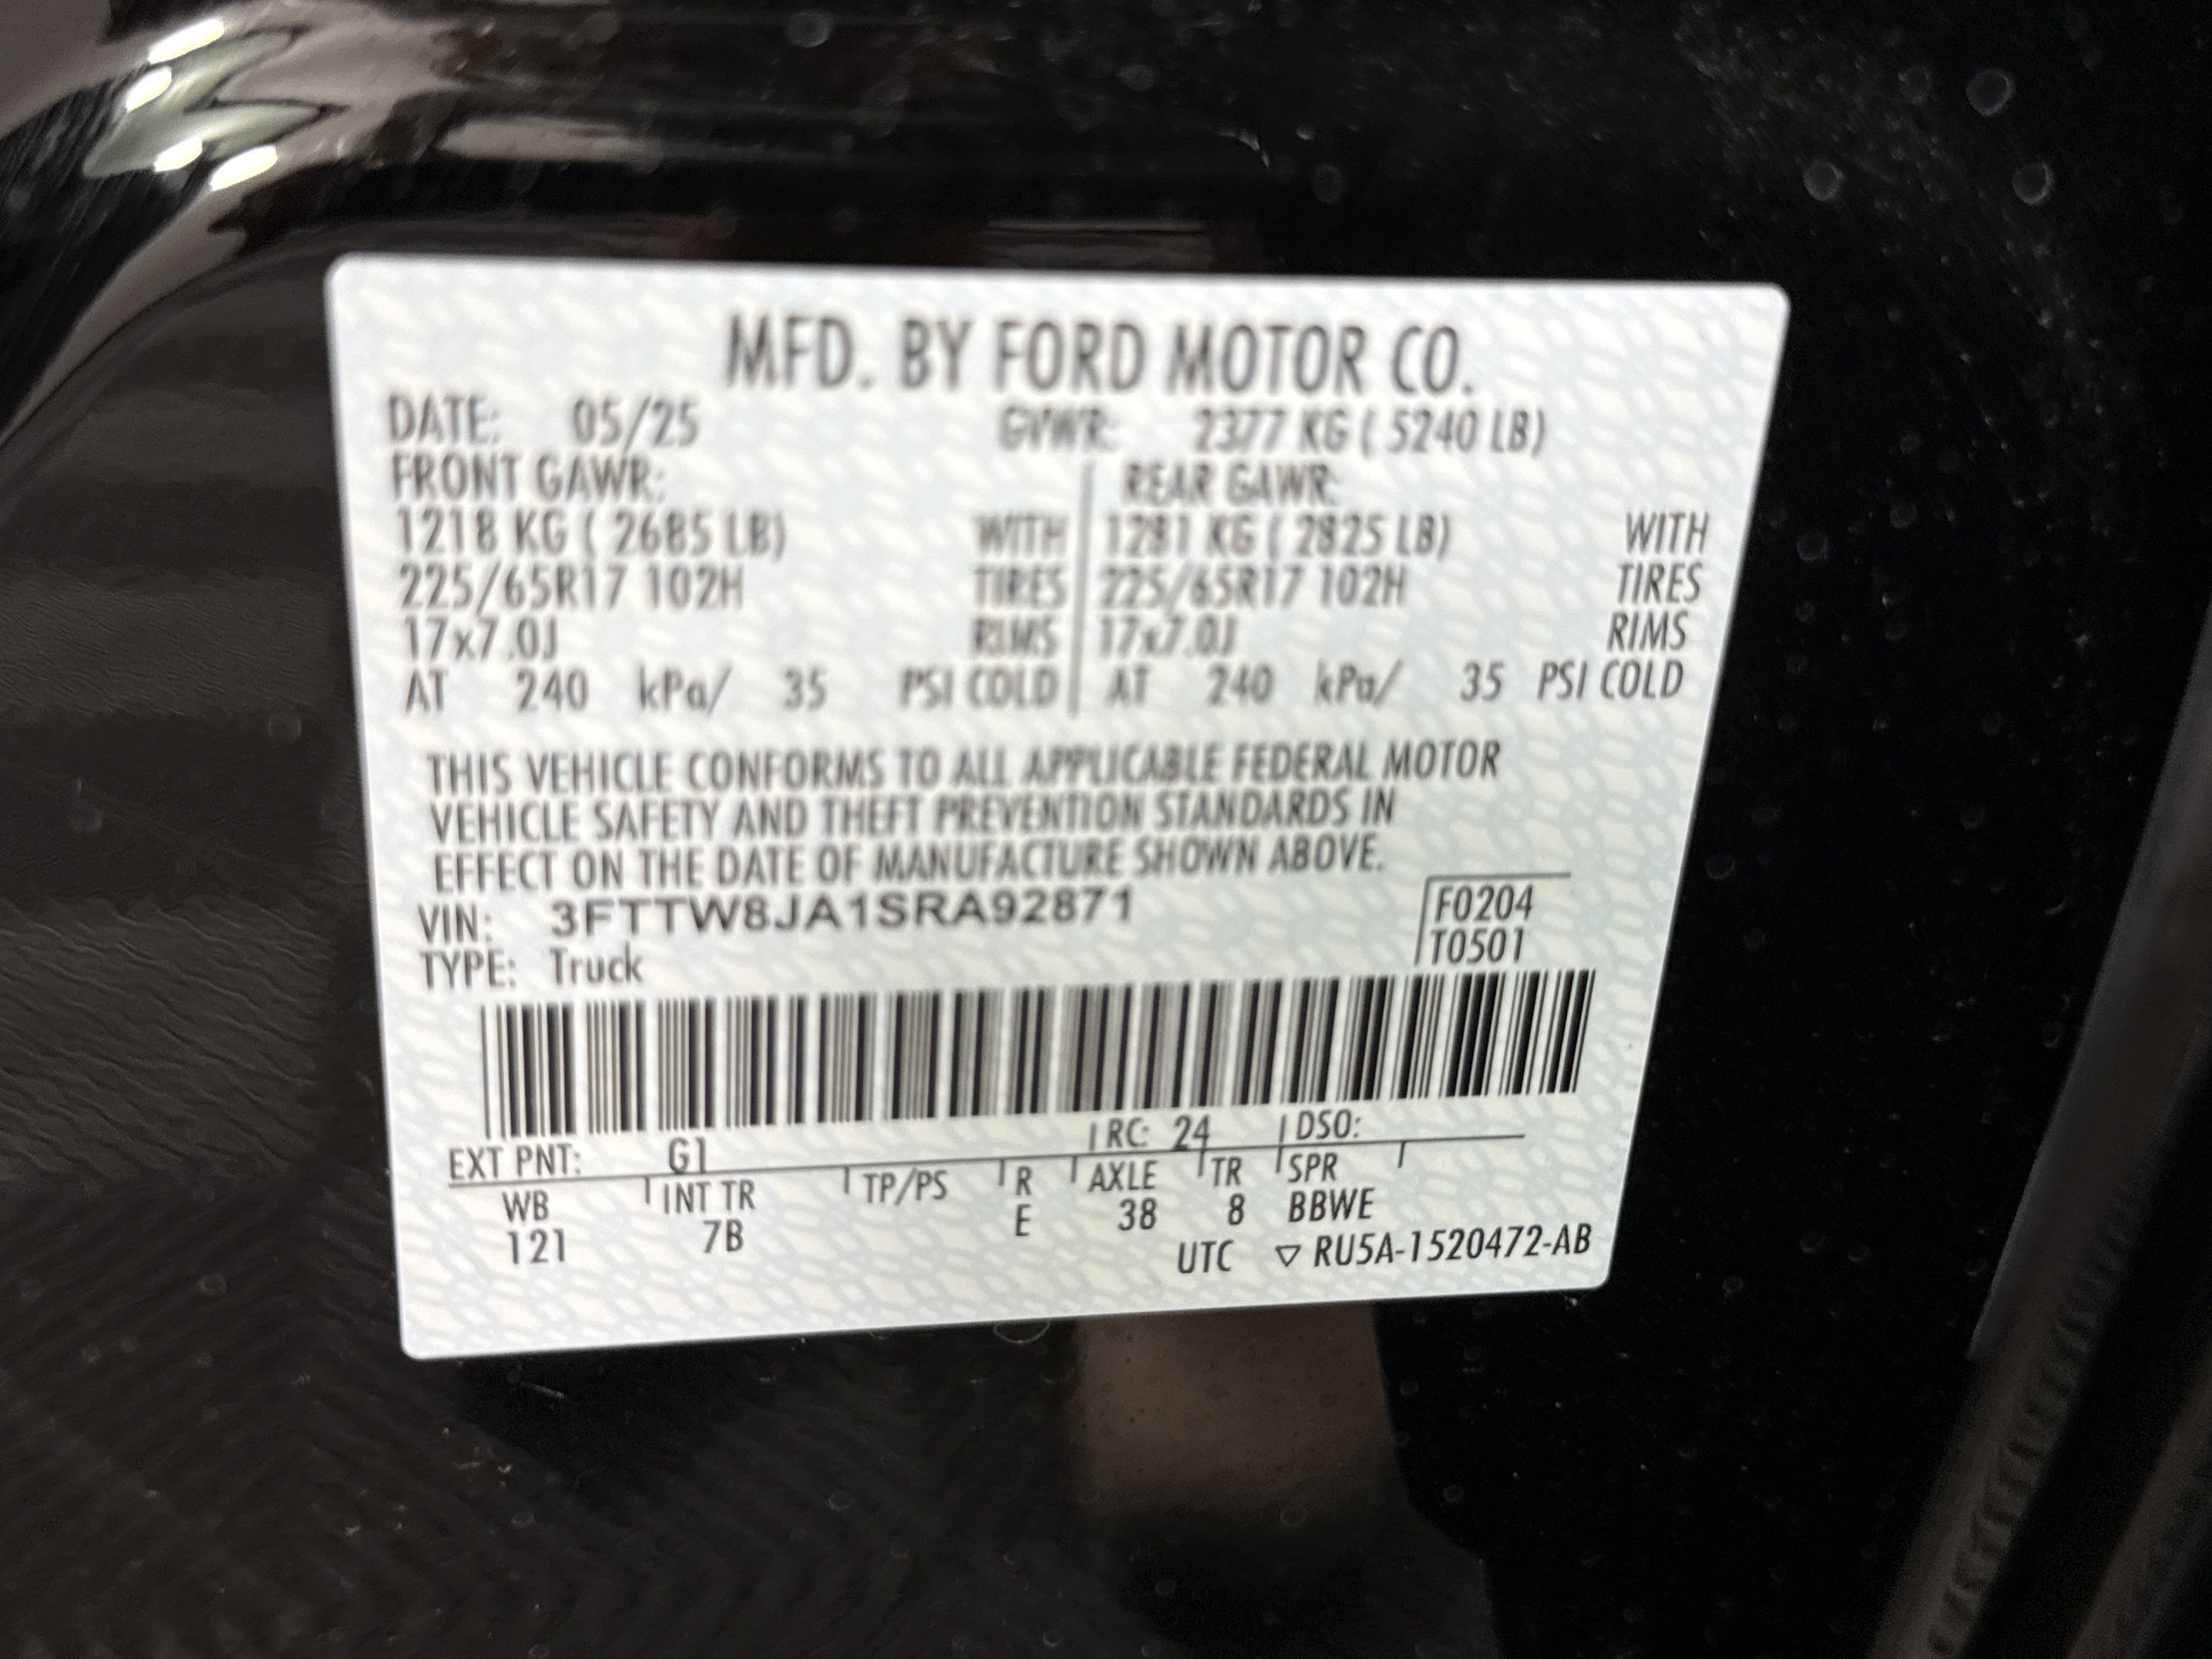 MFD. BY FORD MOTOR CO.
DATE: 05/25 GVWR: 2377 KG ( 5240 LB)
FRONT GAWR: REAR GAWR:
1218 KG ( 2685 LB) WITH 1281 KG ( 2825 LB) WITH
225/65R17 102H TIRES 225/65R17 102H TIRES
17x7.0J RIMS 17x7.0J RIMS
AT 240 kPa/ 35 PSI COLD AT 240 kPa/ 35 PSI COLD
THIS VEHICLE CONFORMS TO ALL APPLICABLE FEDERAL MOTOR
VEHICLE SAFETY AND THEFT PREVENTION STANDARDS IN
EFFECT ON THE DATE OF MANUFACTURE SHOWN ABOVE.
VIN: 3FTTW8JA1SRA92871 F0204
TYPE: Truck T0501
EXT PNT: G1 RC: 24 DSO:
WB INT TR TP/PS R AXLE TR SPR
121 7B E 38 8 BBWE
UTC ▽ RU5A-1520472-AB